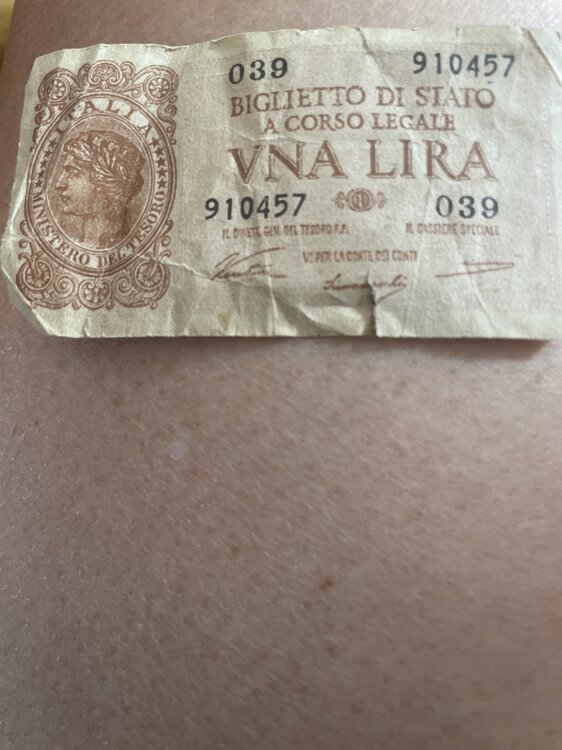 039 910457
BIGLIETTO DI STATO
A CORSO LEGALE
VNA LIRA
910457 039
IL DIRETT. GEN. DEL TESORO F.F. IL CASSIERE SPECIALE
V° PER LA CORTE DEI CONTI
ITALIA
MINISTERO DEL TESORO